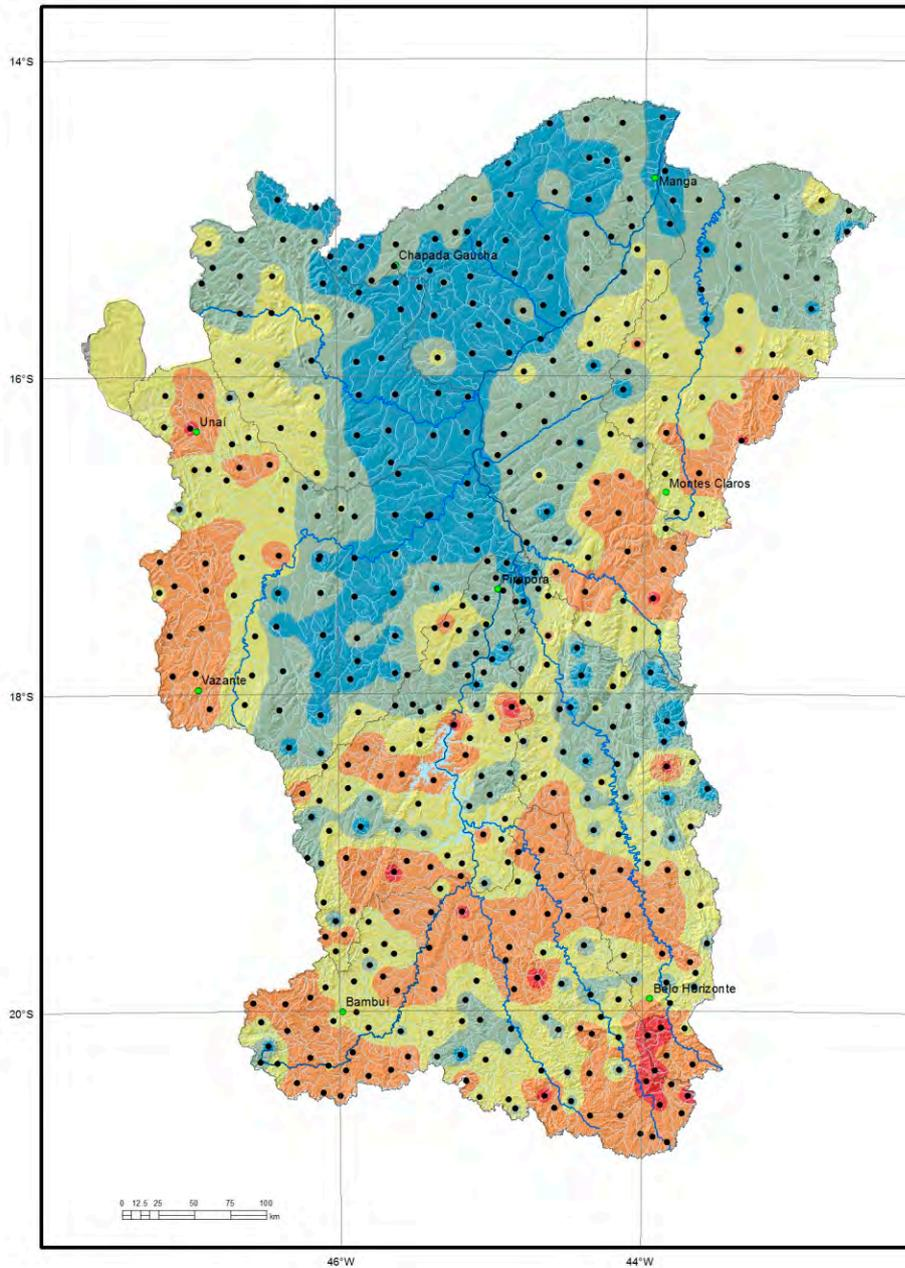 14°S
Manga
Chapada Gaucha
16°S
Unaí
Montes Claros
Pirapora
Vazante
18°S
Belo Horizonte
Bambuí
20°S
0 12.5 25 50 75 100
km
46°W 44°W